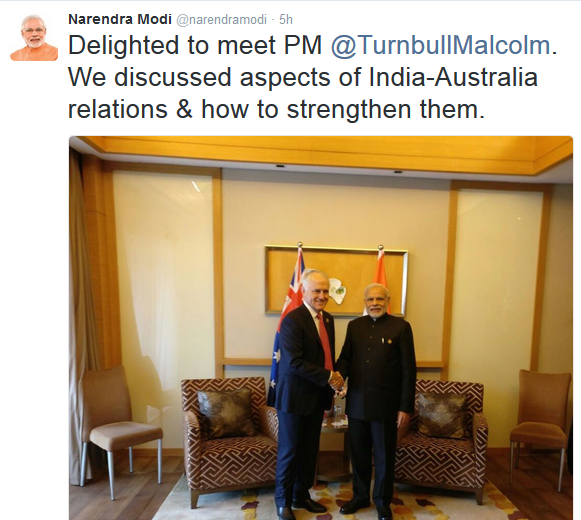 Narendra Modi @narendramodi · 5h
Delighted to meet PM @TurnbullMalcolm.
We discussed aspects of India-Australia
relations & how to strengthen them.